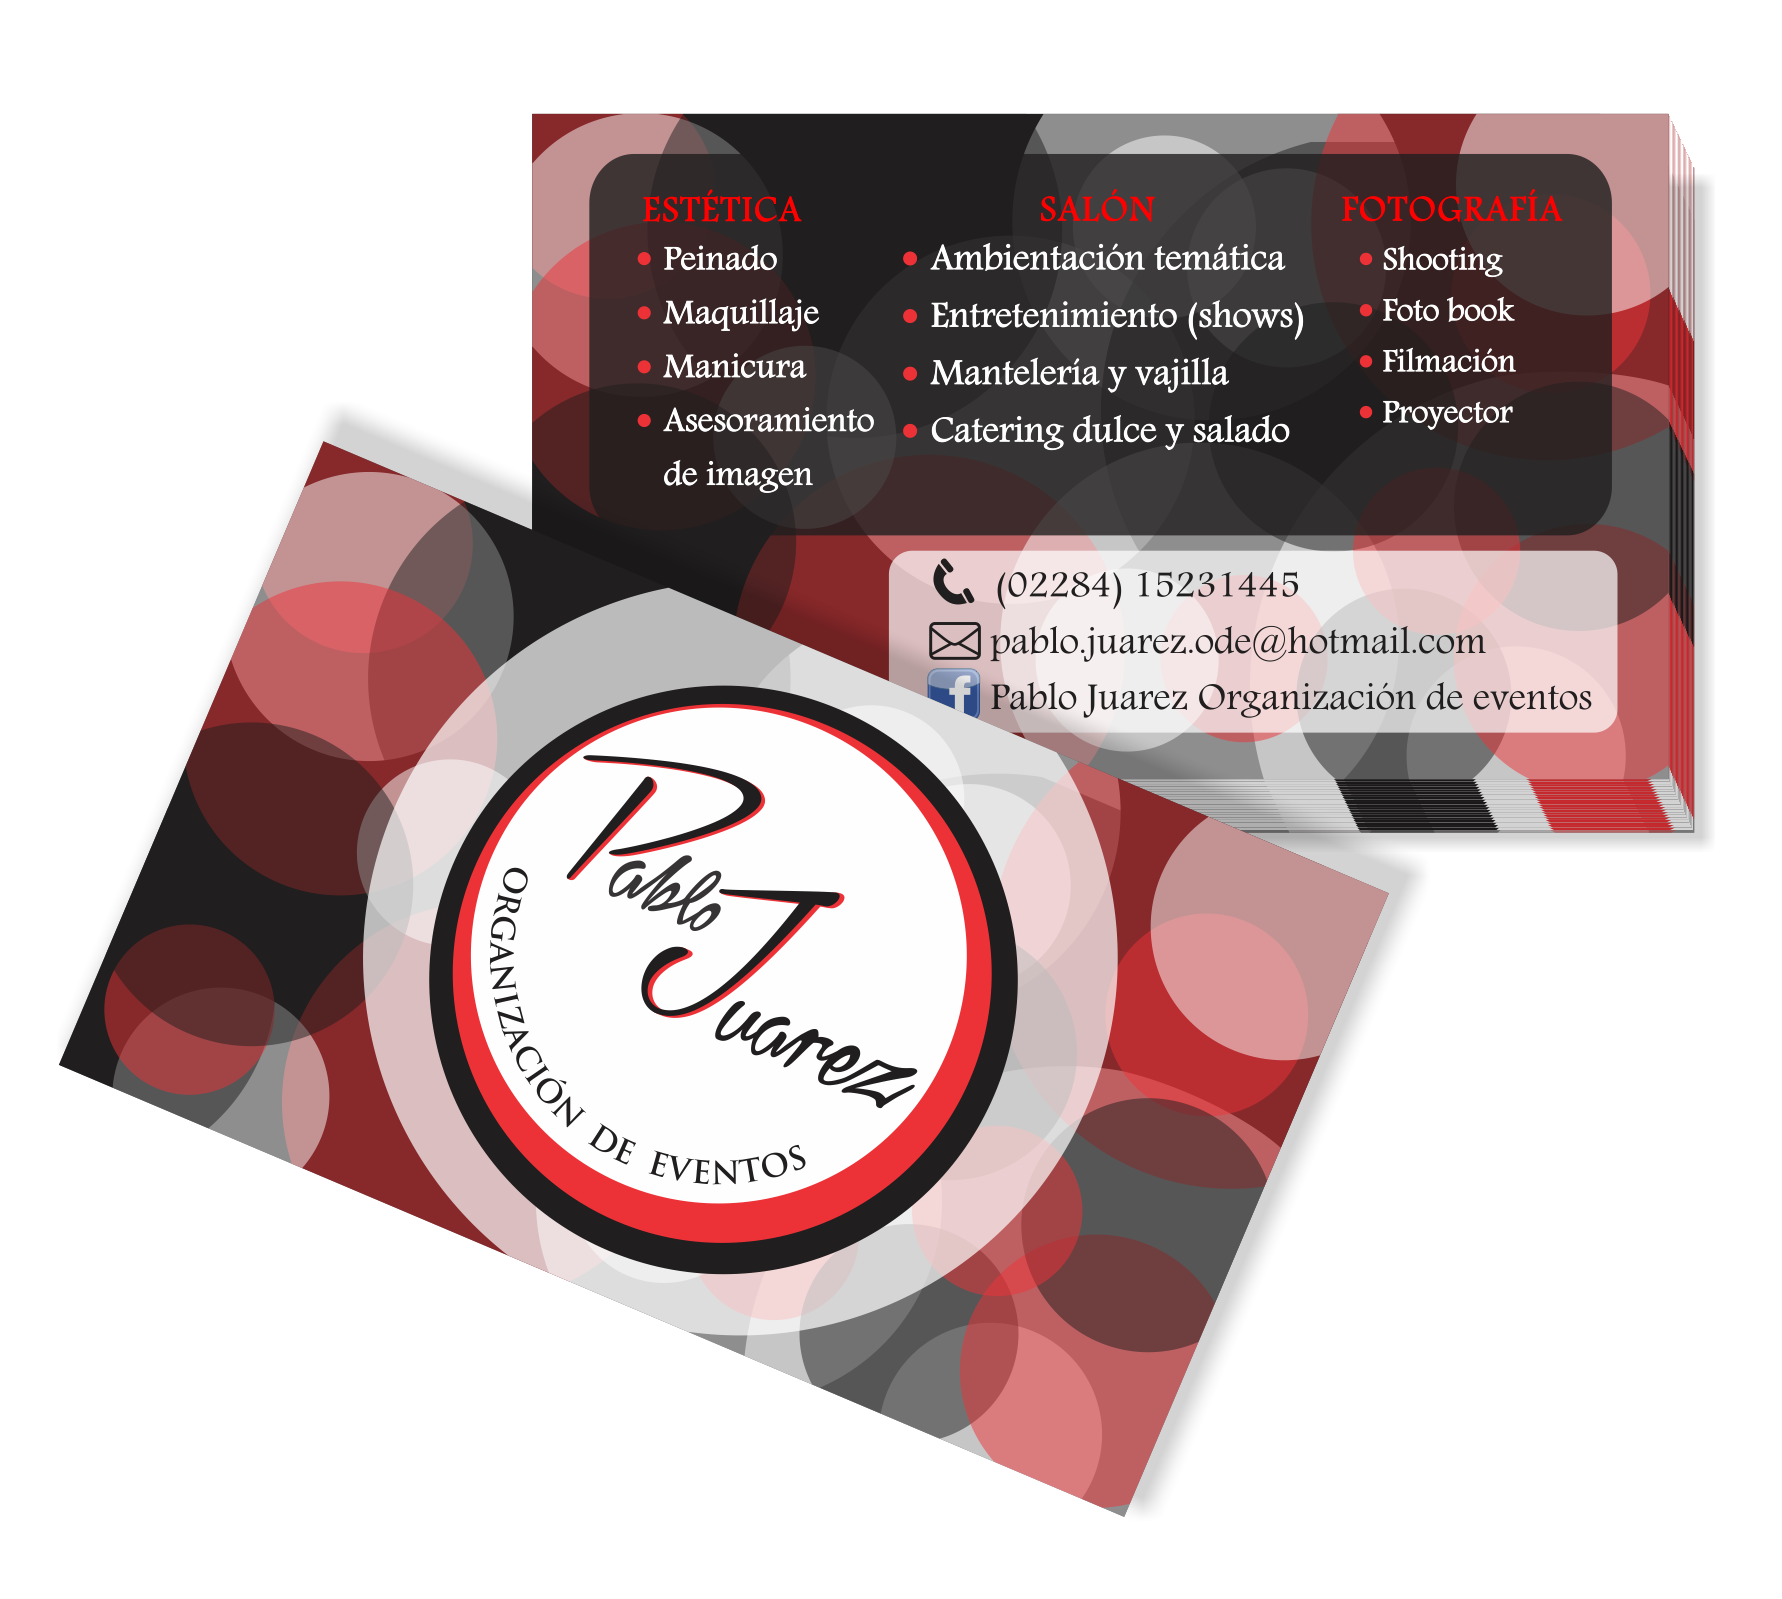 ESTÉTICA
• Peinado
• Maquillaje
• Manicura
• Asesoramiento
de imagen
SALÓN
• Ambientación temática
• Entretenimiento (shows)
• Mantelería y vajilla
• Catering dulce y salado
FOTOGRAFÍA
• Shooting
• Foto book
• Filmación
• Proyector
(02284) 15231445
pablo.juarez.ode@hotmail.com
f Pablo Juarez Organización de eventos
Pablo
Juarez
ORGANIZACIÓN DE EVENTOS